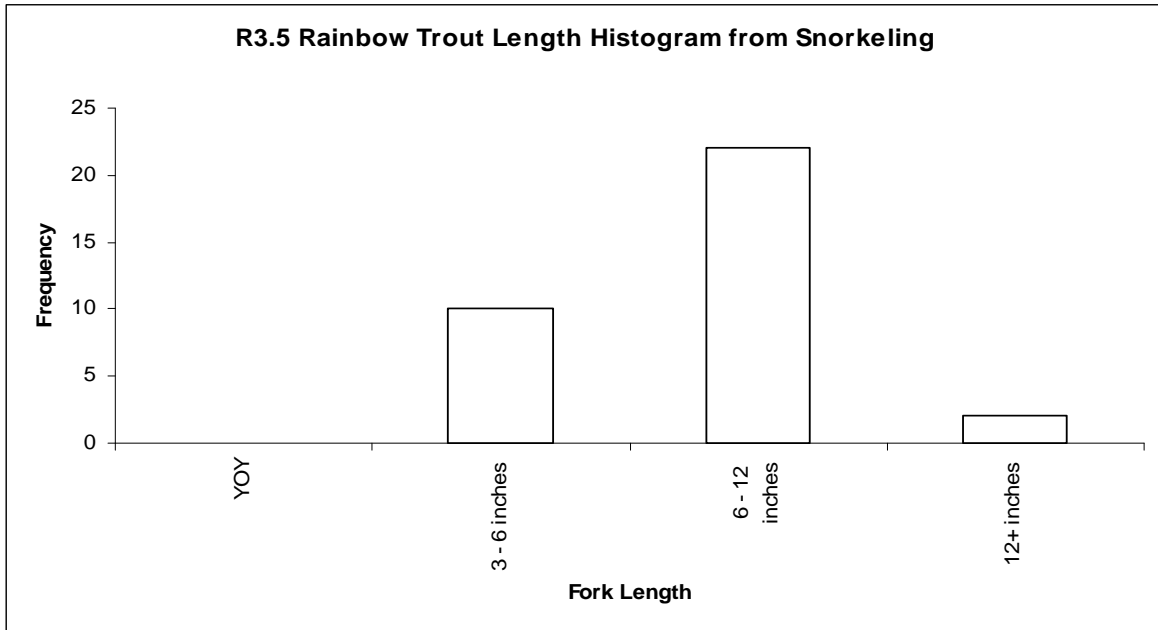 R3.5 Rainbow Trout Length Histogram from Snorkeling
25
20
15
10
5
0
Frequency
YOY
3 - 6 inches
6 - 12
inches
12+ inches
Fork Length